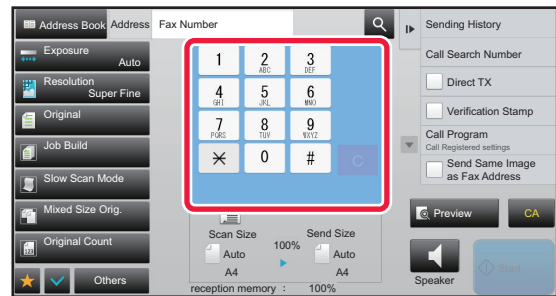 Address Book
Address
Fax Number
Sending History
Exposure
Auto
Call Search Number
Resolution
Super Fine
Direct TX
Original
Verification Stamp
Job Build
Call Program
Call Registered settings
Slow Scan Mode
Send Same Image
as Fax Address
Mixed Size Orig.
Original Count
Others
1 2 3
ABC DEF
4 5 6
GHI JKL MNO
7 8 9
PQRS TUV WXYZ
0 #
C
Scan Size
100%
Send Size
Auto
Auto
A4
A4
reception memory : 100%
Preview
CA
Speaker
Start